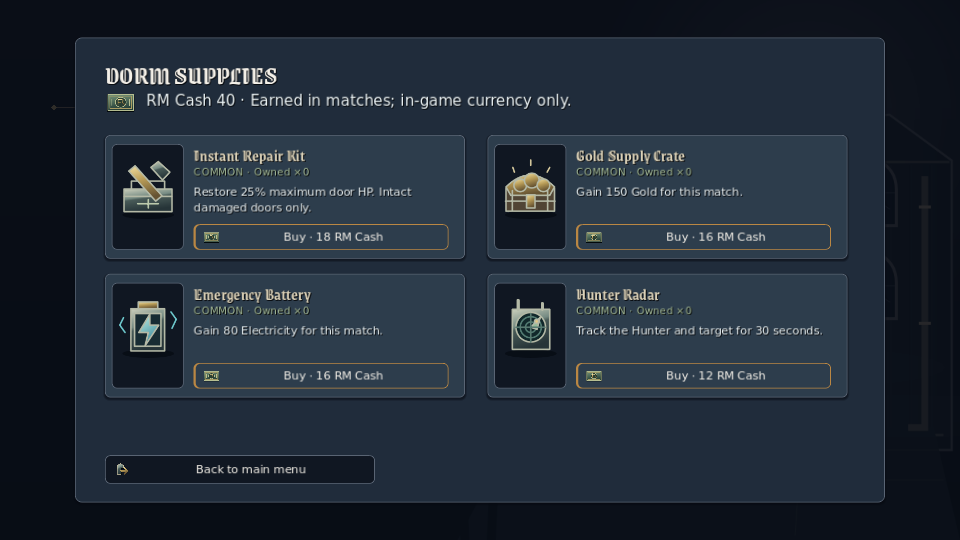 DORM SUPPLIES
RM Cash 40 · Earned in matches; in-game currency only.
Instant Repair Kit
COMMON · Owned ×0
Restore 25% maximum door HP. Intact
damaged doors only.
Buy · 18 RM Cash
Gold Supply Crate
COMMON · Owned ×0
Gain 150 Gold for this match.
Buy · 16 RM Cash
Emergency Battery
COMMON · Owned ×0
Gain 80 Electricity for this match.
Buy · 16 RM Cash
Hunter Radar
COMMON · Owned ×0
Track the Hunter and target for 30 seconds.
Buy · 12 RM Cash
Back to main menu